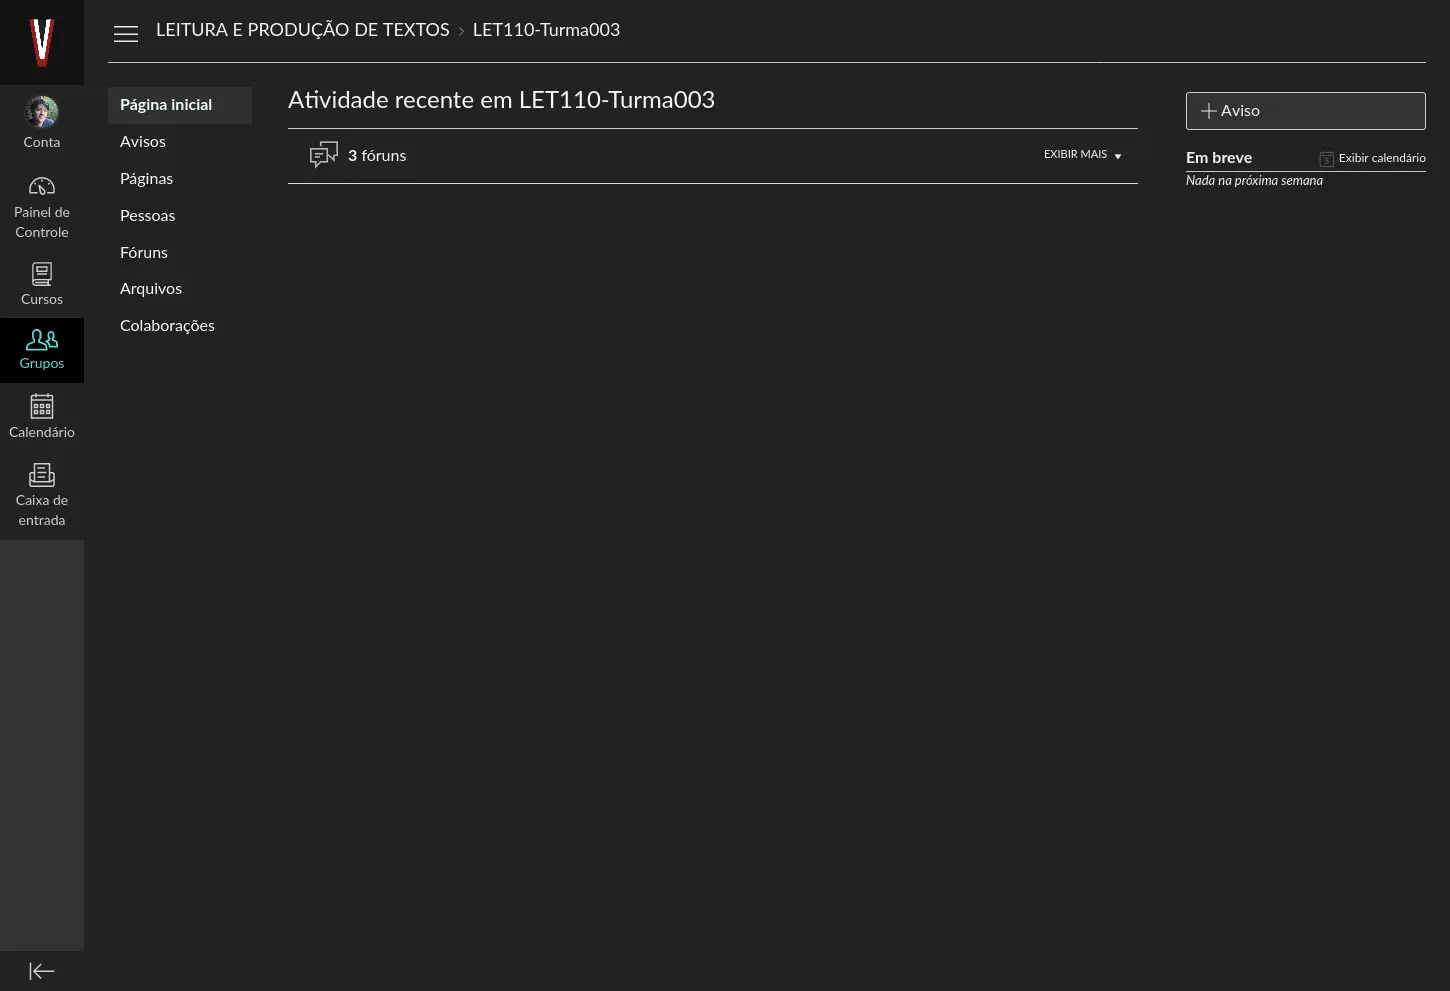 LEITURA E PRODUÇÃO DE TEXTOS › LET110-Turma003
Conta
Painel de
Controle
Cursos
Grupos
Calendário
Caixa de
entrada
Página inicial
Avisos
Páginas
Pessoas
Fóruns
Arquivos
Colaborações
Atividade recente em LET110-Turma003
3 fóruns
EXIBIR MAIS
Aviso
Em breve
Exibir calendário
Nada na próxima semana